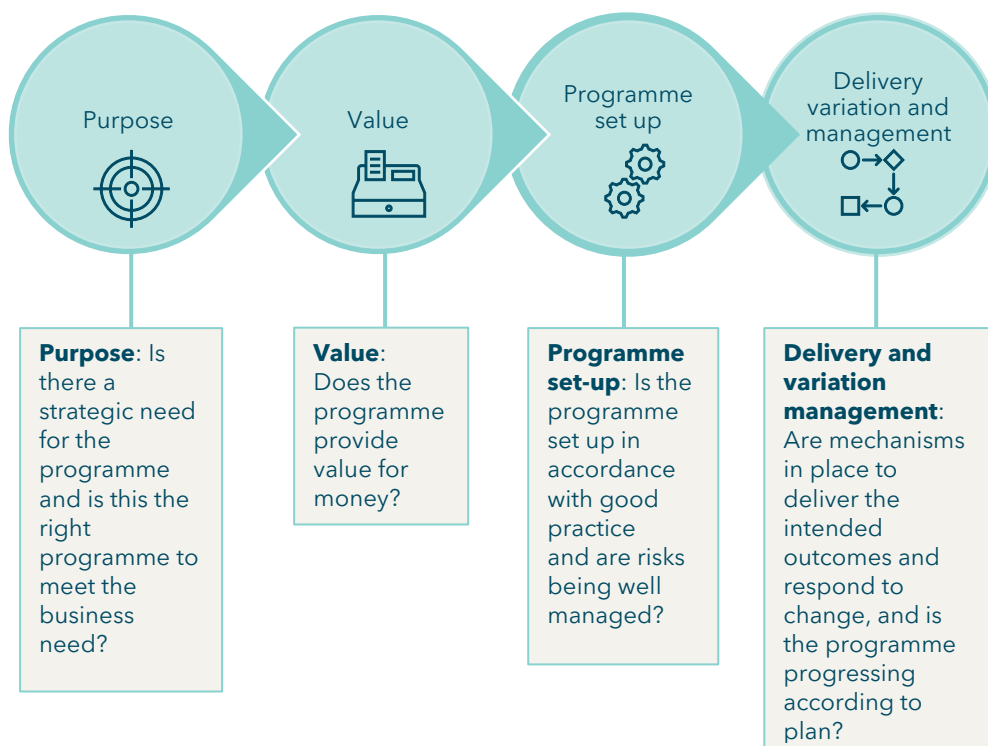 Purpose
Value
Programme
set up
Delivery
variation and
management
Purpose: Is
there a
strategic need
for the
programme
and is this the
right
programme to
meet the
business
need?
Value:
Does the
programme
provide
value for
money?
Programme
set-up: Is the
programme
set up in
accordance
with good
practice
and are risks
being well
managed?
Delivery and
variation
management:
Are mechanisms
in place to
deliver the
intended
outcomes and
respond to
change, and is
the programme
progressing
according to
plan?